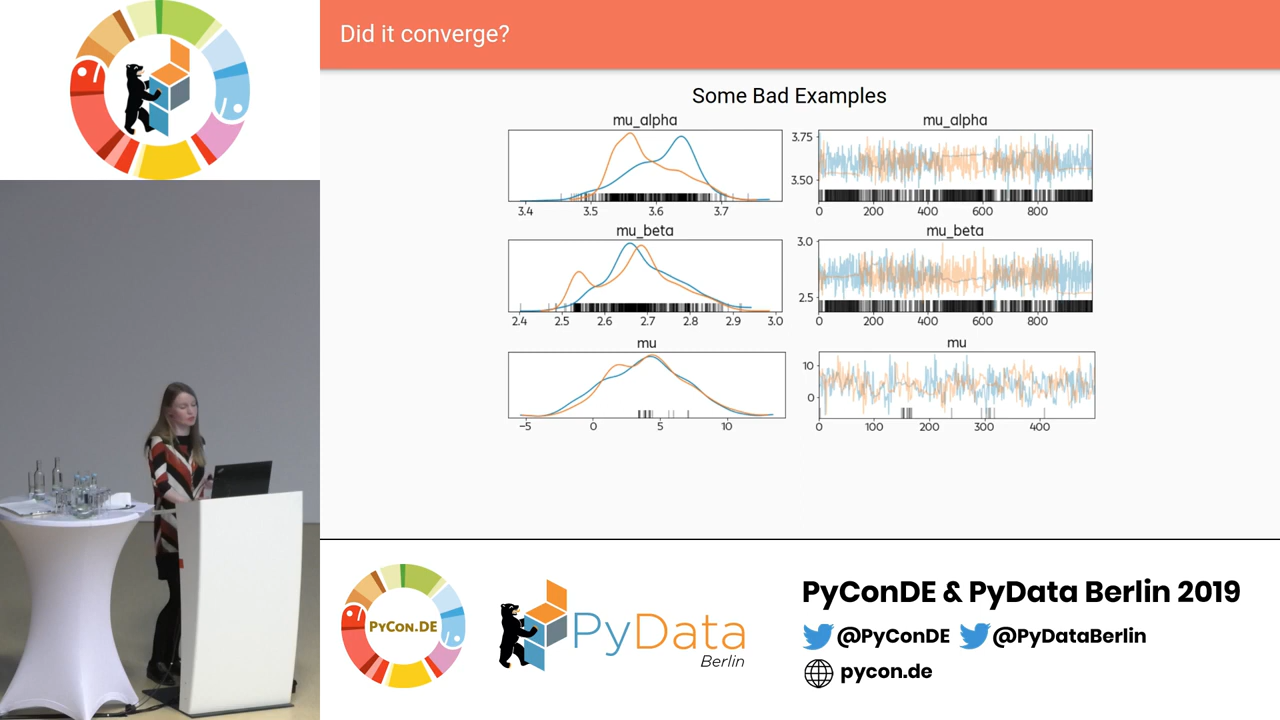 Did it converge?
Some Bad Examples
mu_alpha
mu_alpha
3.75
3.50
3.4 3.5 3.6 3.7
0 200 400 600 800
mu_beta
mu_beta
3.0
2.5
2.4 2.5 2.6 2.7 2.8 2.9 3.0
0 200 400 600 800
mu
mu
10
0
−5 0 5 10
0 100 200 300 400
PYCON.DE
PyData
Berlin
PyConDE & PyData Berlin 2019
@PyConDE @PyDataBerlin
pycon.de